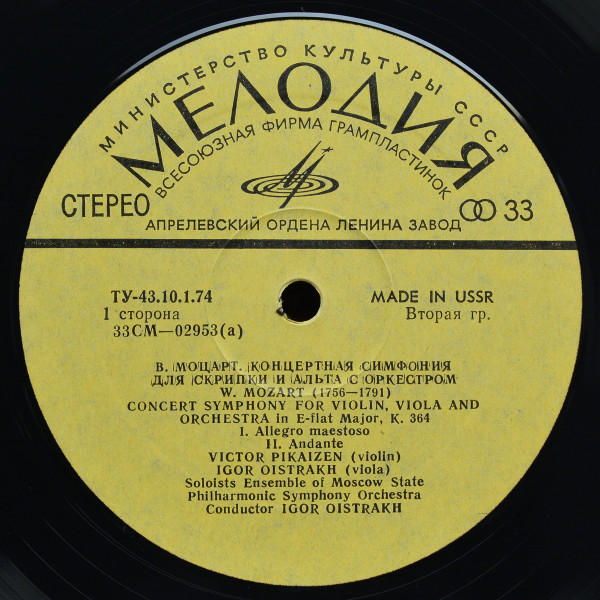 МИНИСТЕРСТВО КУЛЬТУРЫ СССР
МЕЛОДИЯ
ВСЕСОЮЗНАЯ ФИРМА ГРАМПЛАСТИНОК
СТЕРЕО
33
АПРЕЛЕВСКИЙ ОРДЕНА ЛЕНИНА ЗАВОД
ТУ-43.10.1.74
MADE IN USSR
1 сторона
Вторая гр.
33СМ—02953(а)
В. МОЦАРТ. КОНЦЕРТНАЯ СИМФОНИЯ
ДЛЯ СКРИПКИ И АЛЬТА С ОРКЕСТРОМ
W. MOZART (1756—1791)
CONCERT SYMPHONY FOR VIOLIN, VIOLA AND
ORCHESTRA in E-flat Major, K. 364
I. Allegro maestoso
II. Andante
VICTOR PIKAIZEN (violin)
IGOR OISTRAKH (viola)
Soloists Ensemble of Moscow State
Philharmonic Symphony Orchestra
Conductor IGOR OISTRAKH